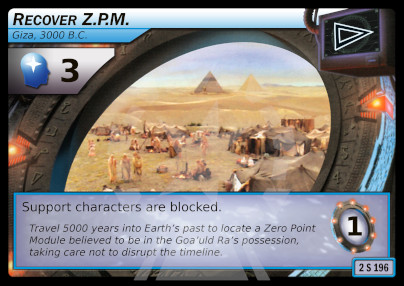 RECOVER Z.P.M.
Giza, 3000 B.C.
3
Support characters are blocked.
Travel 5000 years into Earth's past to locate a Zero Point
Module believed to be in the Goa'uld Ra's possession,
taking care not to disrupt the timeline.
1
2 S 196